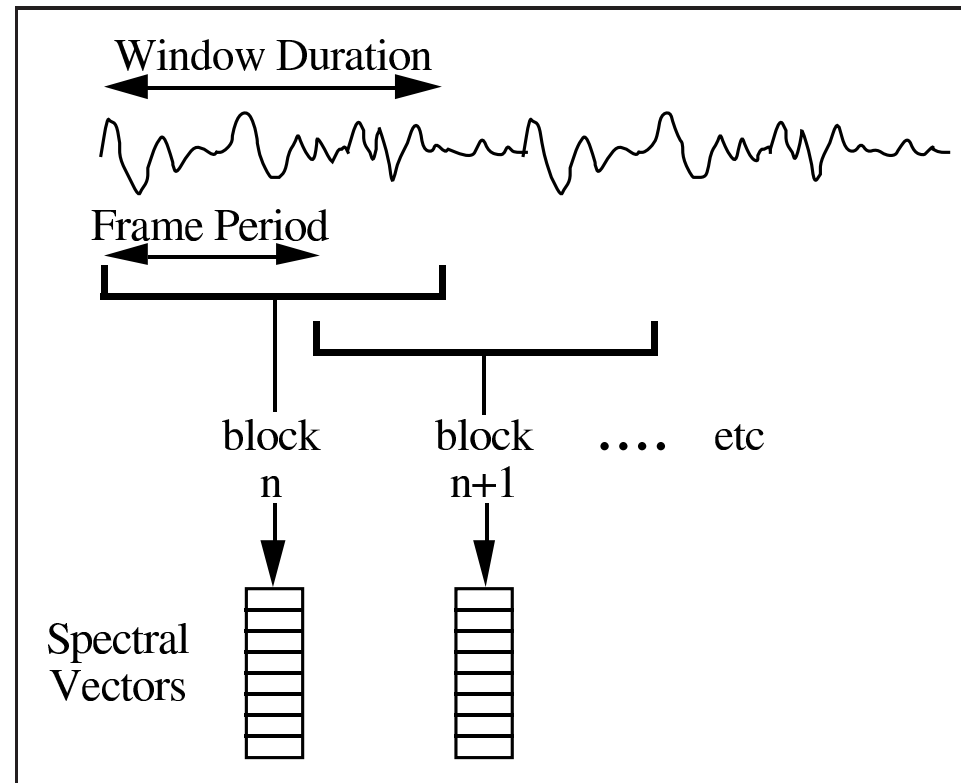 Window Duration
Frame Period
block block .... etc
n n+1
Spectral
Vectors